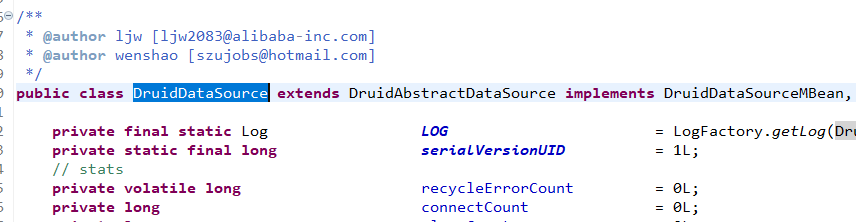 /**
* @author ljw [ljw2083@alibaba-inc.com]
* @author wenshao [szujobs@hotmail.com]
*/
public class DruidDataSource extends DruidAbstractDataSource implements DruidDataSourceMBean,
private final static Log LOG = LogFactory.getLog(Dru
private static final long serialVersionUID = 1L;
// stats
private volatile long recycleErrorCount = 0L;
private long connectCount = 0L;